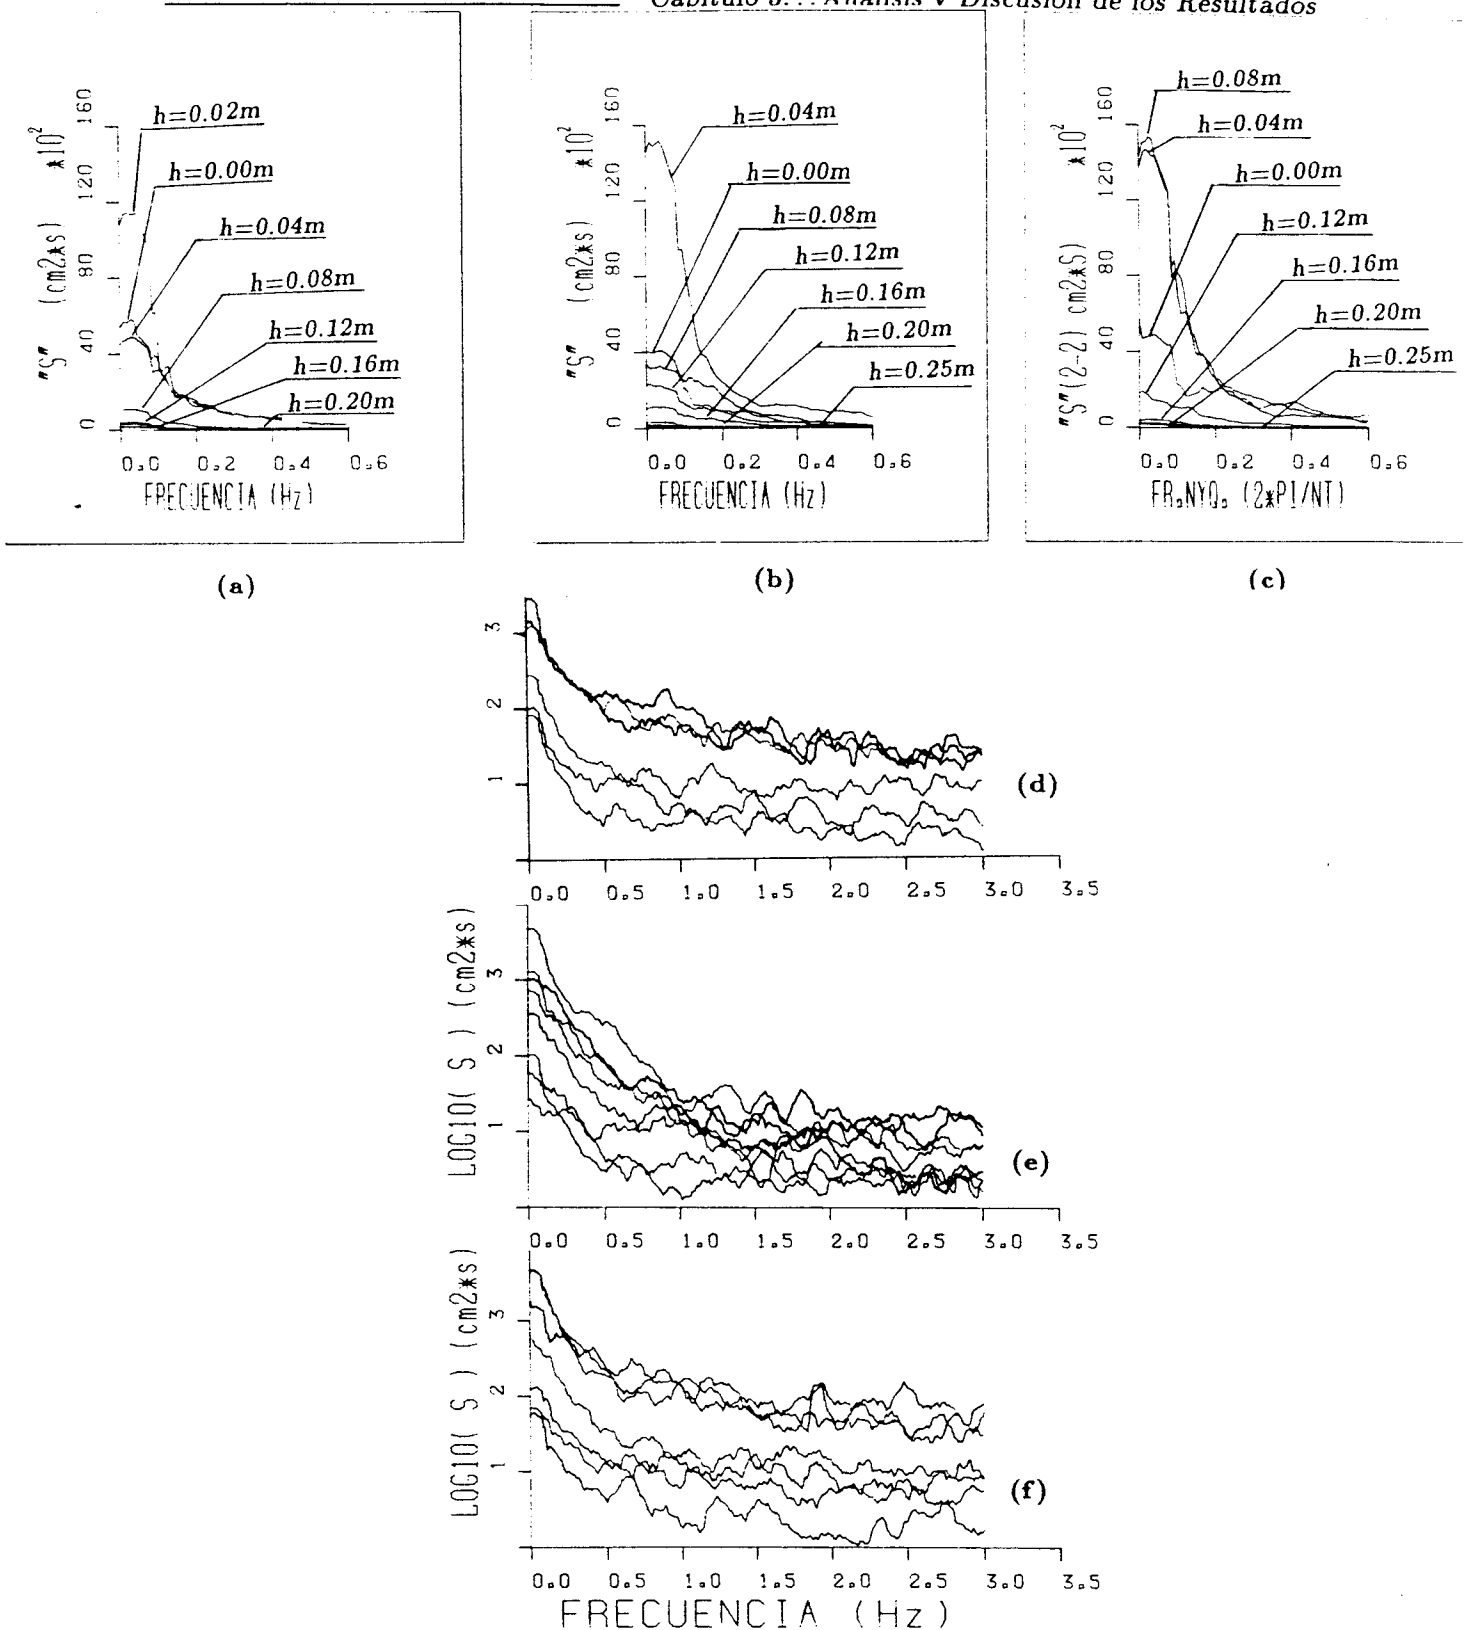 Capítulo 5... Análisis y Discusión de los Resultados
"S" (cm2*s) *10²
160
120
80
40
0
h=0.02m
h=0.00m
h=0.04m
h=0.08m
h=0.12m
h=0.16m
h=0.20m
0.0 0.2 0.4 0.6
FRECUENCIA (Hz)
(a)
"S" (cm2*s) *10²
160
120
80
40
0
h=0.04m
h=0.00m
h=0.08m
h=0.12m
h=0.16m
h=0.20m
h=0.25m
0.0 0.2 0.4 0.6
FRECUENCIA (Hz)
(b)
"S"(2-2) cm2*S) *10²
160
120
80
40
0
h=0.08m
h=0.04m
h=0.00m
h=0.12m
h=0.16m
h=0.20m
h=0.25m
0.0 0.2 0.4 0.6
FR.NYQ. (2*PI/NT)
(c)
3
2
1
(d)
0.0 0.5 1.0 1.5 2.0 2.5 3.0 3.5
LOG10( S ) (cm2*s)
3
2
1
(e)
0.0 0.5 1.0 1.5 2.0 2.5 3.0 3.5
LOG10( S ) (cm2*s)
3
2
1
(f)
0.0 0.5 1.0 1.5 2.0 2.5 3.0 3.5
FRECUENCIA (Hz)